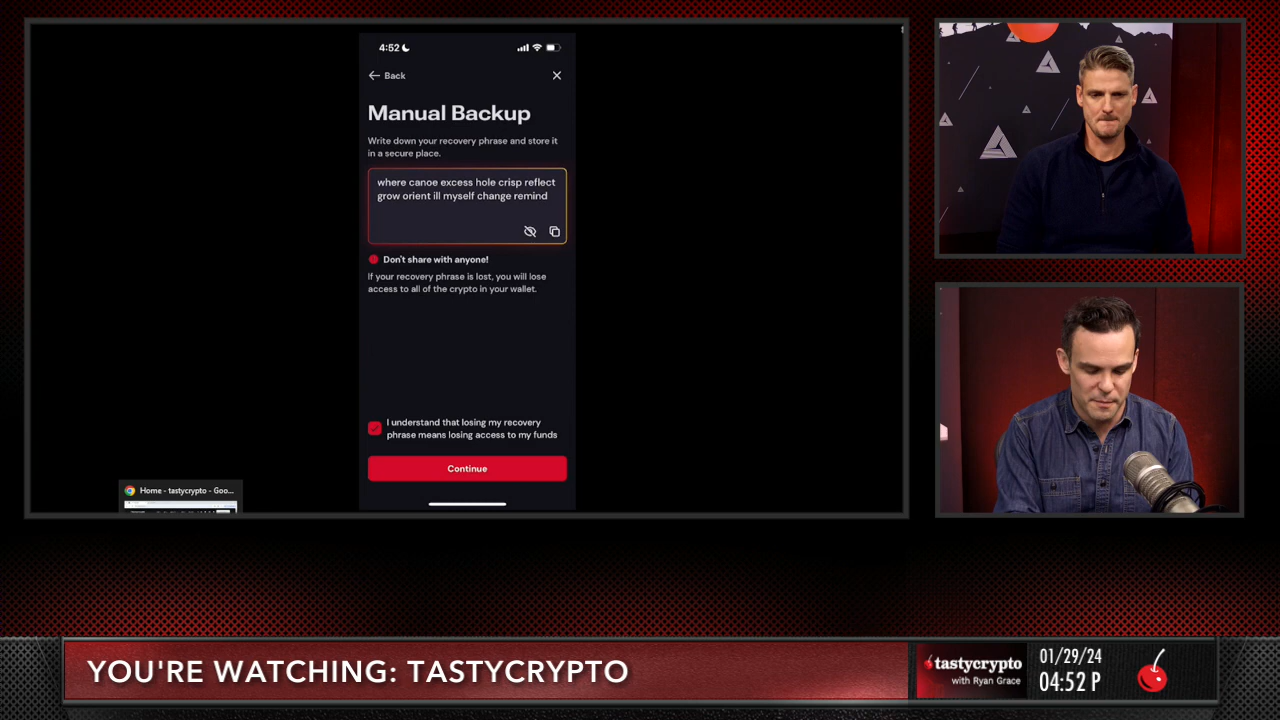 4:52
Back
Manual Backup
Write down your recovery phrase and store it
in a secure place.
where canoe excess hole crisp reflect
grow orient ill myself change remind
Don't share with anyone!
If your recovery phrase is lost, you will lose
access to all of the crypto in your wallet.
I understand that losing my recovery
phrase means losing access to my funds
Continue
Home - tastycrypto - Goo...
YOU'RE WATCHING: TASTYCRYPTO
tastycrypto
with Ryan Grace
01/29/24
04:52 P